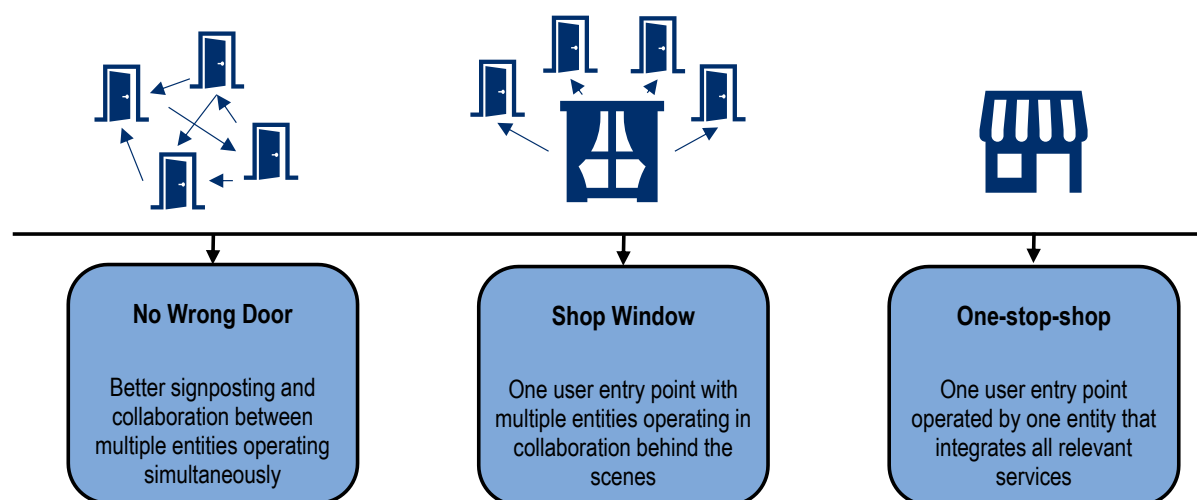 No Wrong Door
Better signposting and
collaboration between
multiple entities operating
simultaneously
Shop Window
One user entry point with
multiple entities operating in
collaboration behind the
scenes
One-stop-shop
One user entry point
operated by one entity that
integrates all relevant
services